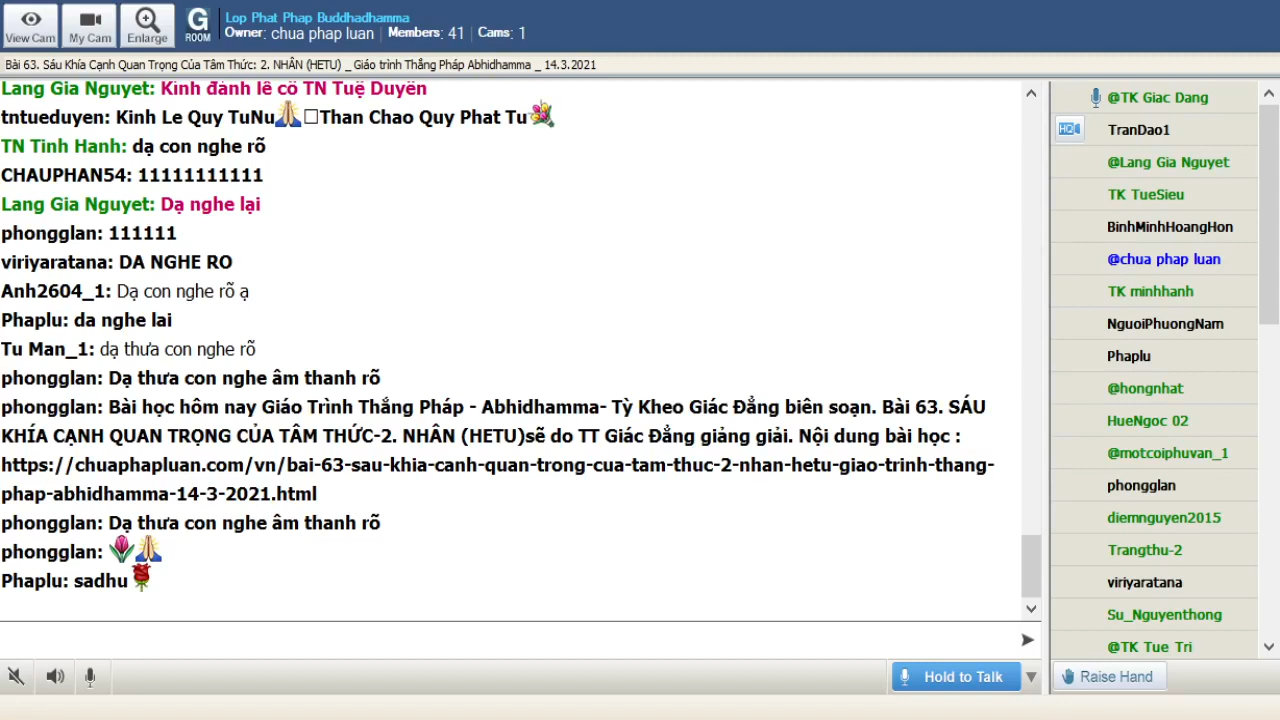 View Cam
My Cam
Enlarge
G
ROOM
Lop Phat Phap Buddhadhamma
Owner: chua phap luan
Members: 41
Cams: 1
Bài 63. Sáu Khía Cạnh Quan Trọng Của Tâm Thức: 2. NHÂN (HETU) _ Giáo trình Thắng Pháp Abhidhamma _ 14.3.2021
Lang Gia Nguyet: Kinh đảnh lễ cô TN Tuệ Duyên
tntueduyen: Kinh Le Quy TuNu Than Chao Quy Phat Tu
TN Tinh Hanh: dạ con nghe rõ
CHAUPHAN54: 11111111111
Lang Gia Nguyet: Dạ nghe lại
phongglan: 111111
viriyaratana: DA NGHE RO
Anh2604_1: Dạ con nghe rõ ạ
Phaplu: da nghe lai
Tu Man_1: dạ thưa con nghe rõ
phongglan: Dạ thưa con nghe âm thanh rõ
phongglan: Bài học hôm nay Giáo Trình Thắng Pháp - Abhidhamma- Tỳ Kheo Giác Đẳng biên soạn. Bài 63. SÁU
KHÍA CẠNH QUAN TRỌNG CỦA TÂM THỨC-2. NHÂN (HETU)sẽ do TT Giác Đẳng giảng giải. Nội dung bài học :
https://chuaphapluan.com/vn/bai-63-sau-khia-canh-quan-trong-cua-tam-thuc-2-nhan-hetu-giao-trinh-thang-
phap-abhidhamma-14-3-2021.html
phongglan: Dạ thưa con nghe âm thanh rõ
phongglan:
Phaplu: sadhu
@TK Giac Dang
HQ
TranDao1
@Lang Gia Nguyet
TK TueSieu
BinhMinhHoangHon
@chua phap luan
TK minhhanh
NguoiPhuongNam
Phaplu
@hongnhat
HueNgoc 02
@motcoiphuvan_1
phongglan
diemnguyen2015
Trangthu-2
viriyaratana
Su_Nguyenthong
@TK Tue Tri
Hold to Talk
Raise Hand